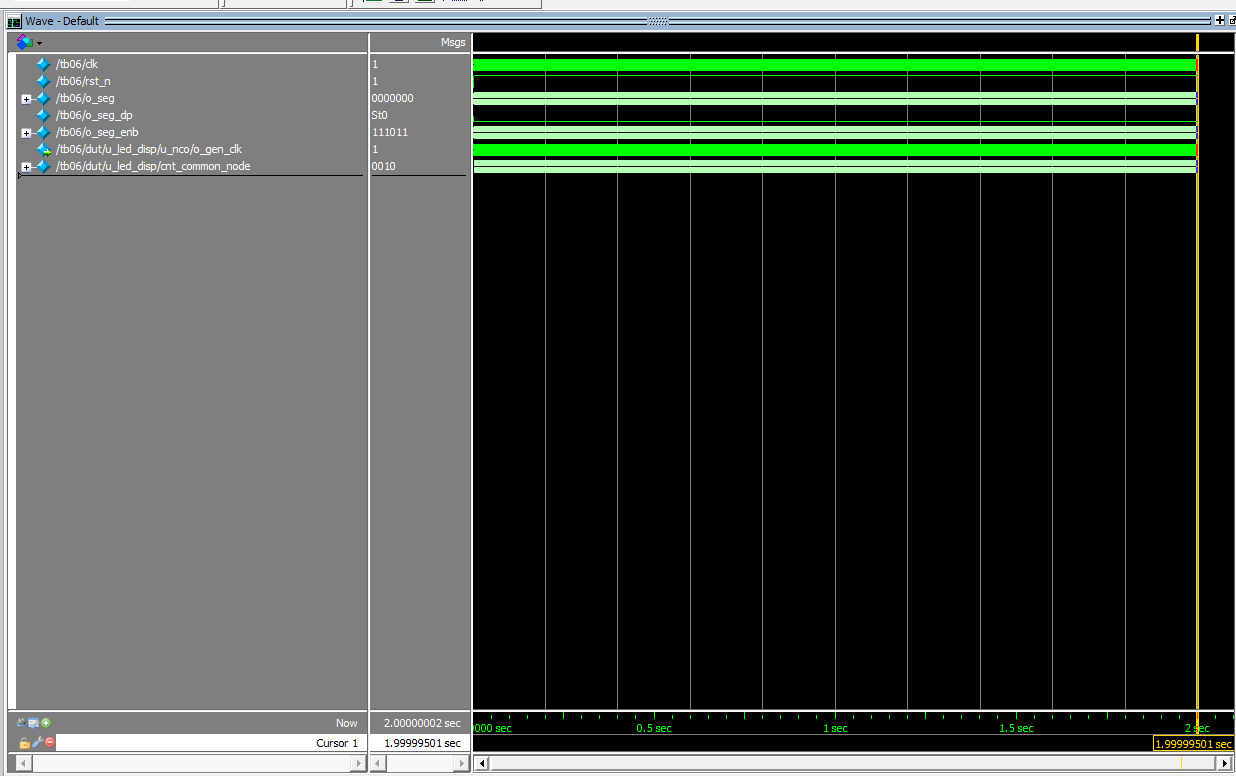 Wave - Default
Msgs
/tb06/clk 1
/tb06/rst_n 1
/tb06/o_seg 0000000
/tb06/o_seg_dp St0
/tb06/o_seg_enb 111011
/tb06/dut/u_led_disp/u_nco/o_gen_clk 1
/tb06/dut/u_led_disp/cnt_common_node 0010
Now 2.00000002 sec
000 sec 0.5 sec 1 sec 1.5 sec 2 sec
Cursor 1 1.99999501 sec 1.99999501 sec